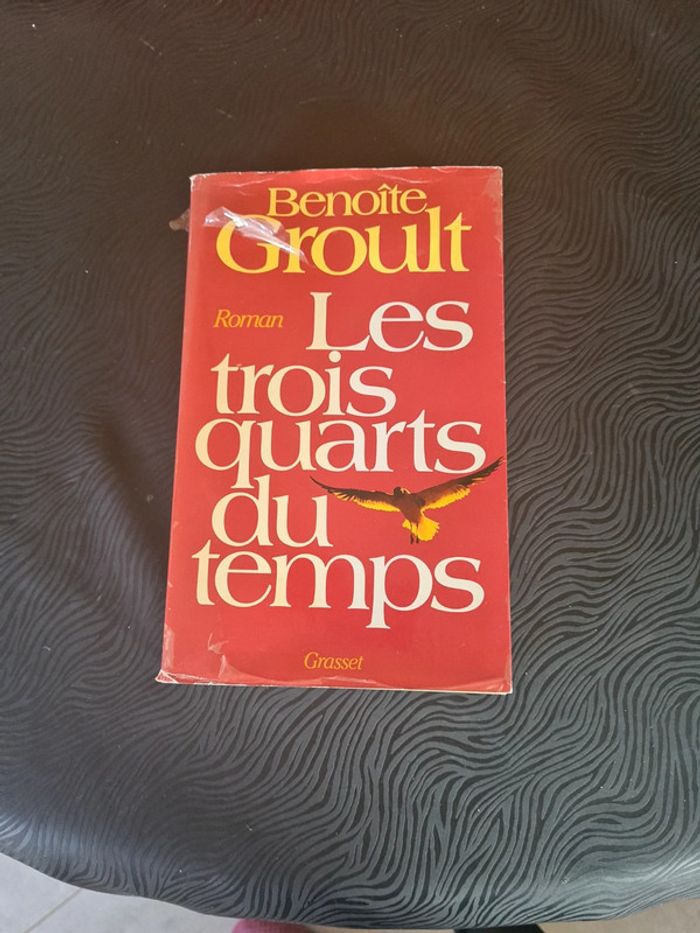 Benoîte
Groult
Roman
Les
trois
quarts
du
temps
Grasset